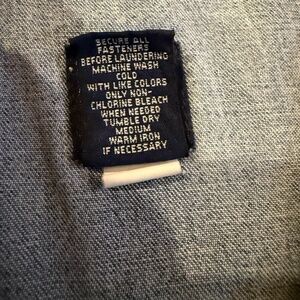 SECURE ALL
FASTENERS
BEFORE LAUNDERING
MACHINE WASH
COLD
WITH LIKE COLORS
ONLY NON-
CHLORINE BLEACH
WHEN NEEDED
TUMBLE DRY
MEDIUM
WARM IRON
IF NECESSARY